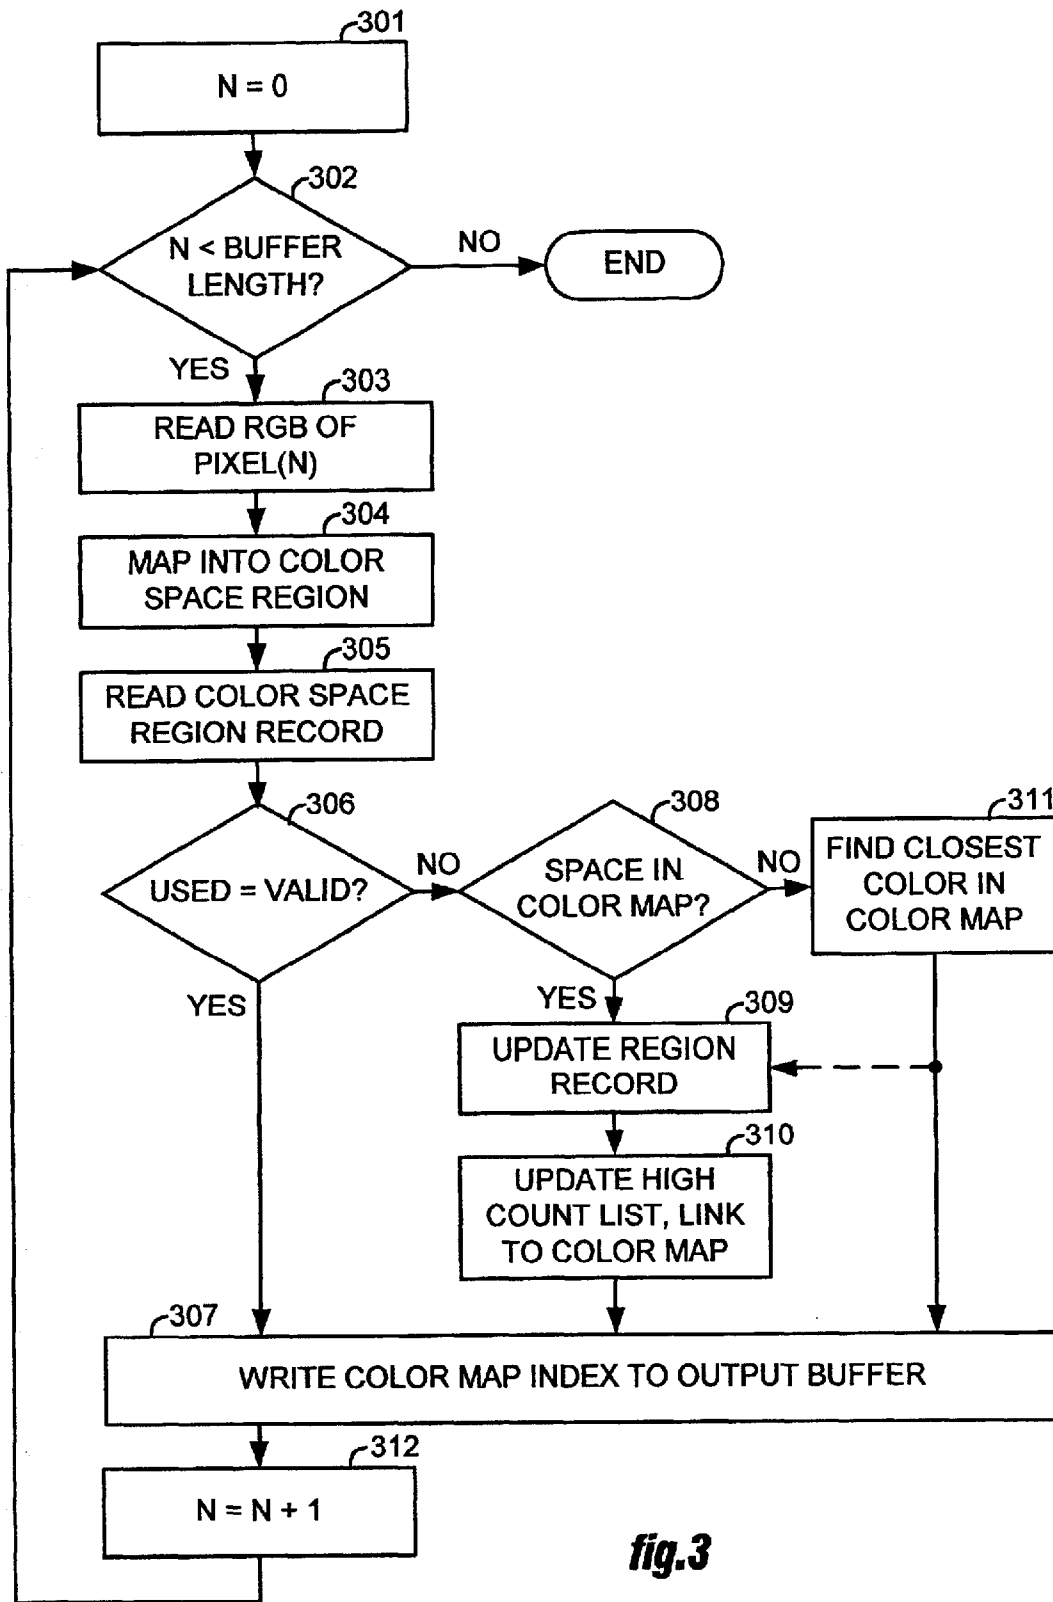 301
N = 0
302
N < BUFFER
LENGTH?
NO
END
YES
303
READ RGB OF
PIXEL(N)
304
MAP INTO COLOR
SPACE REGION
305
READ COLOR SPACE
REGION RECORD
306
USED = VALID?
NO
308
SPACE IN
COLOR MAP?
NO
311
FIND CLOSEST
COLOR IN
COLOR MAP
YES
YES
309
UPDATE REGION
RECORD
310
UPDATE HIGH
COUNT LIST, LINK
TO COLOR MAP
307
WRITE COLOR MAP INDEX TO OUTPUT BUFFER
312
N = N + 1
fig.3